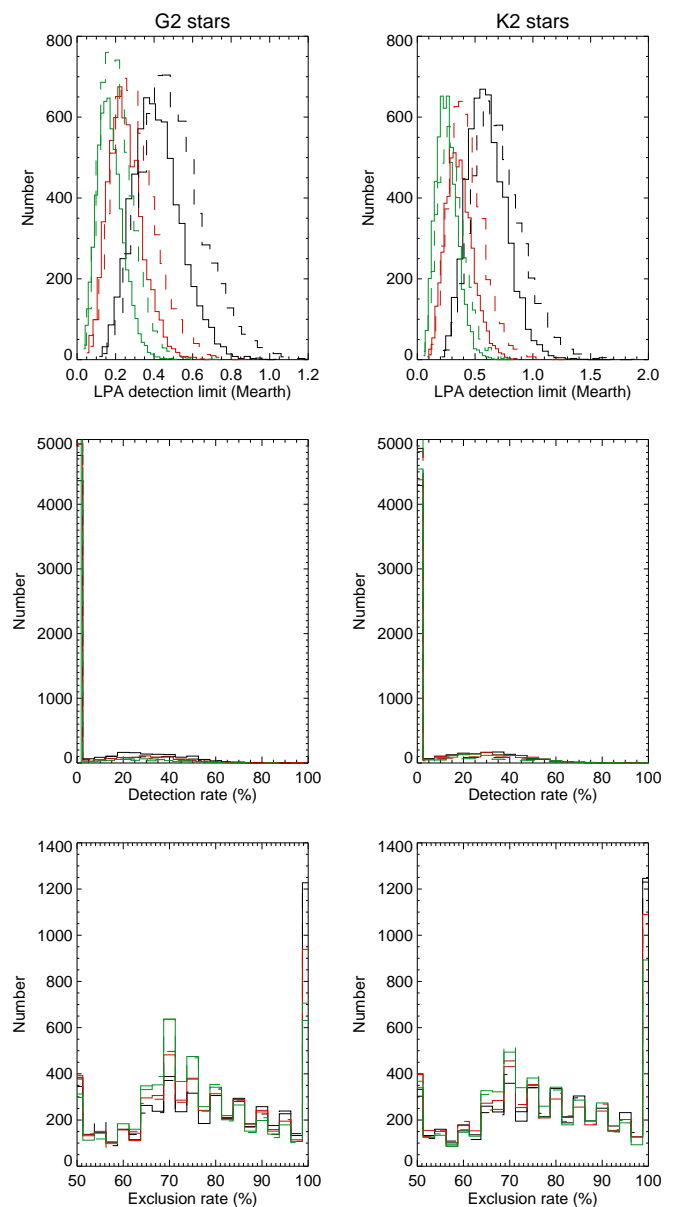 G2 stars
K2 stars
800
600
400
200
0
Number
0.0 0.2 0.4 0.6 0.8 1.0 1.2
LPA detection limit (Mearth)
800
600
400
200
0
Number
0.0 0.5 1.0 1.5 2.0
LPA detection limit (Mearth)
5000
4000
3000
2000
1000
0
Number
0 20 40 60 80 100
Detection rate (%)
5000
4000
3000
2000
1000
0
Number
0 20 40 60 80 100
Detection rate (%)
1400
1200
1000
800
600
400
200
0
Number
50 60 70 80 90 100
Exclusion rate (%)
1400
1200
1000
800
600
400
200
0
Number
50 60 70 80 90 100
Exclusion rate (%)